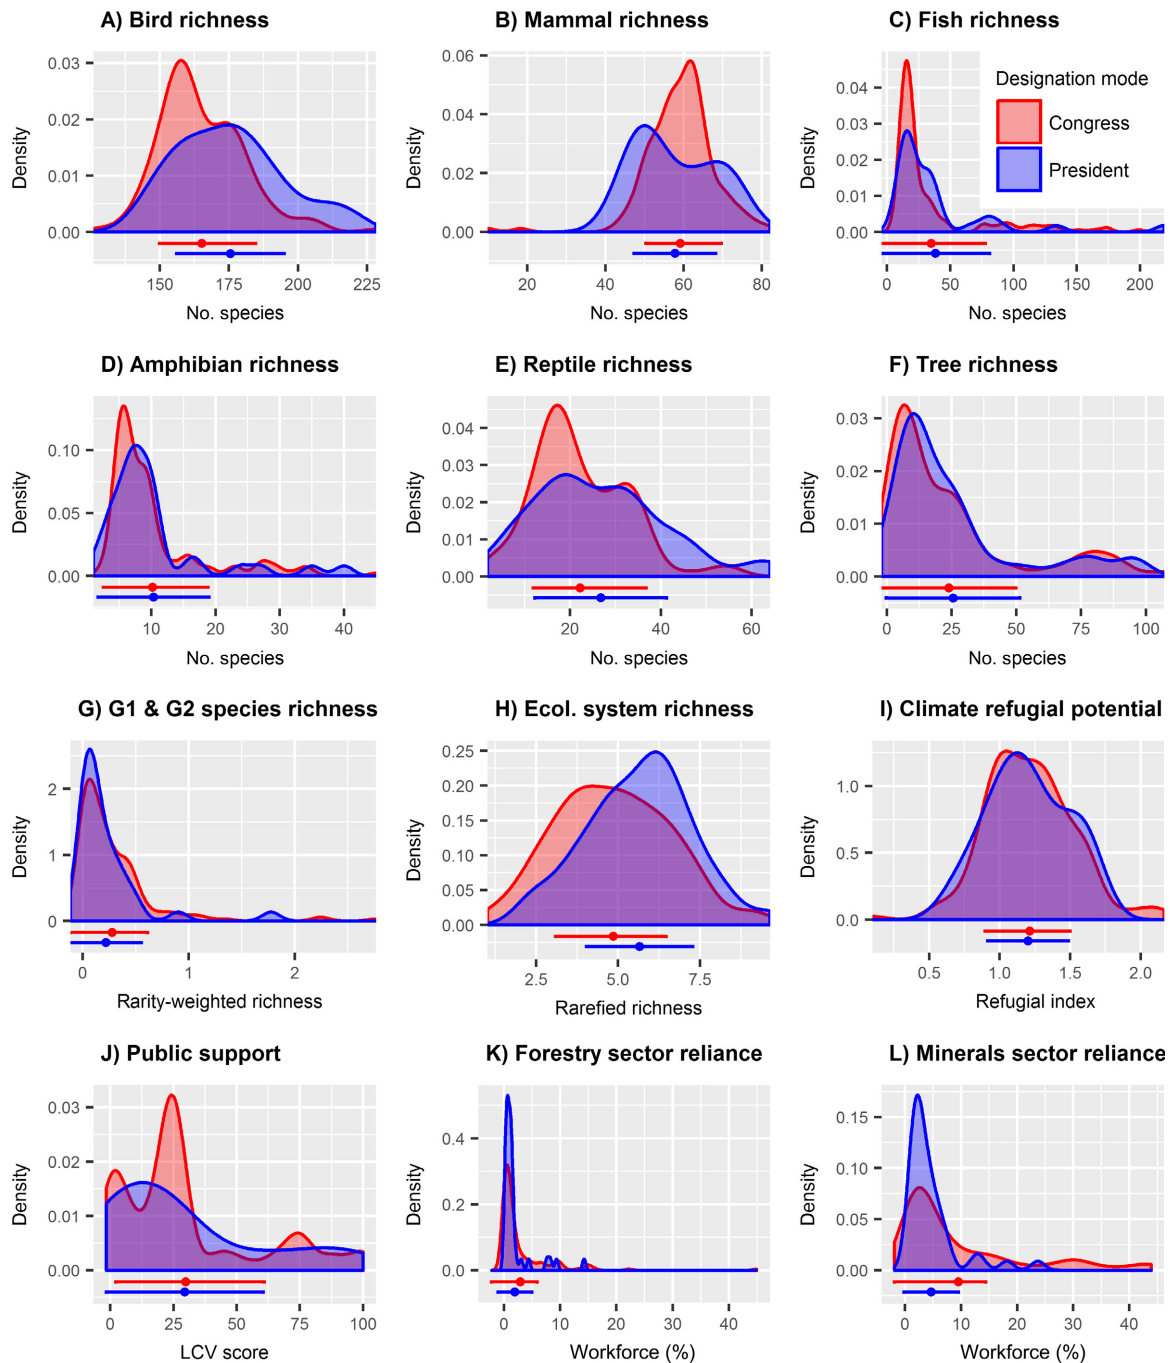 A) Bird richness
Density
0.03
0.02
0.01
0.00
150
175
200
225
No. species
B) Mammal richness
Density
0.06
0.04
0.02
0.00
20
40
60
80
No. species
C) Fish richness
Density
0.04
0.03
0.02
0.01
0.00
0
50
100
150
200
No. species
Designation mode
Congress
President
D) Amphibian richness
Density
0.10
0.05
0.00
10
20
30
40
No. species
E) Reptile richness
Density
0.04
0.03
0.02
0.01
0.00
20
40
60
No. species
F) Tree richness
Density
0.03
0.02
0.01
0.00
0
25
50
75
100
No. species
G) G1 & G2 species richness
Density
2
1
0
0
1
2
Rarity-weighted richness
H) Ecol. system richness
Density
0.25
0.20
0.15
0.10
0.05
0.00
2.5
5.0
7.5
Rarefied richness
I) Climate refugial potential
Density
1.0
0.5
0.0
0.5
1.0
1.5
2.0
Refugial index
J) Public support
Density
0.03
0.02
0.01
0.00
0
25
50
75
100
LCV score
K) Forestry sector reliance
Density
0.4
0.2
0.0
0
10
20
30
40
Workforce (%)
L) Minerals sector reliance
Density
0.15
0.10
0.05
0.00
0
10
20
30
40
Workforce (%)